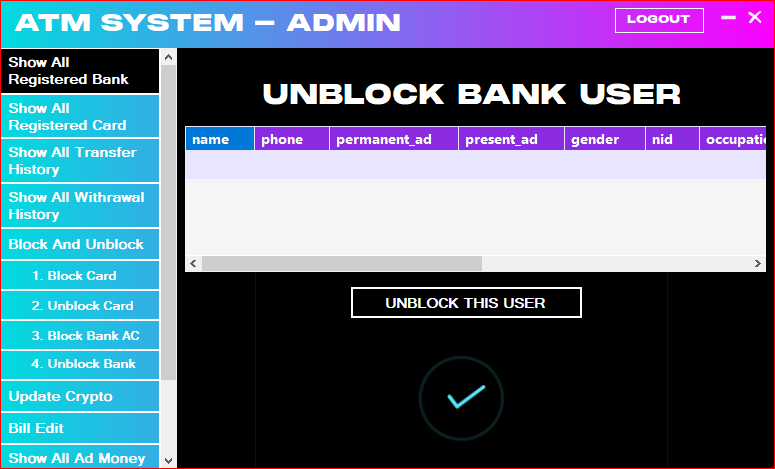 ATM SYSTEM – ADMIN
LOGOUT
Show All
Registered Bank
Show All
Registered Card
Show All Transfer
History
Show All Withrawal
History
Block And Unblock
1. Block Card
2. Unblock Card
3. Block Bank AC
4. Unblock Bank
Update Crypto
Bill Edit
Show All Ad Money
UNBLOCK BANK USER
name phone permanent_ad present_ad gender nid occupatio
UNBLOCK THIS USER